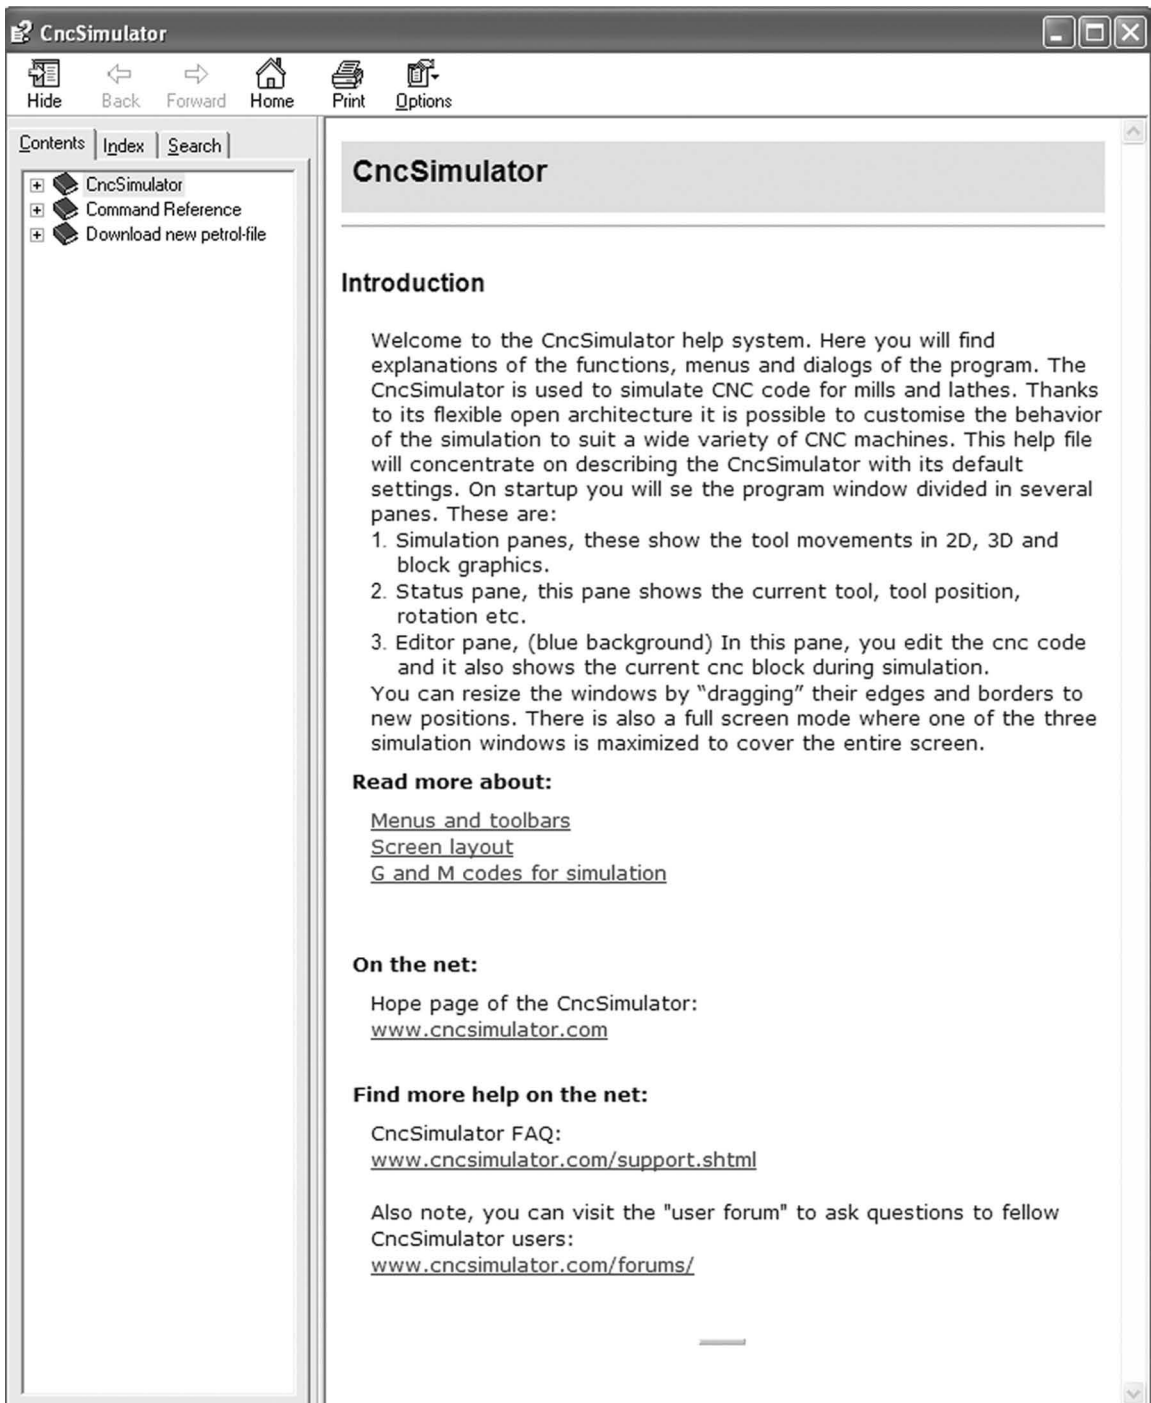 CncSimulator
Hide Back Forward Home Print Options
Contents Index Search
CncSimulator
Command Reference
Download new petrol-file
CncSimulator
Introduction
Welcome to the CncSimulator help system. Here you will find
explanations of the functions, menus and dialogs of the program. The
CncSimulator is used to simulate CNC code for mills and lathes. Thanks
to its flexible open architecture it is possible to customise the behavior
of the simulation to suit a wide variety of CNC machines. This help file
will concentrate on describing the CncSimulator with its default
settings. On startup you will se the program window divided in several
panes. These are:
1. Simulation panes, these show the tool movements in 2D, 3D and
block graphics.
2. Status pane, this pane shows the current tool, tool position,
rotation etc.
3. Editor pane, (blue background) In this pane, you edit the cnc code
and it also shows the current cnc block during simulation.
You can resize the windows by “dragging” their edges and borders to
new positions. There is also a full screen mode where one of the three
simulation windows is maximized to cover the entire screen.
Read more about:
Menus and toolbars
Screen layout
G and M codes for simulation
On the net:
Hope page of the CncSimulator:
www.cncsimulator.com
Find more help on the net:
CncSimulator FAQ:
www.cncsimulator.com/support.shtml
Also note, you can visit the "user forum" to ask questions to fellow
CncSimulator users:
www.cncsimulator.com/forums/